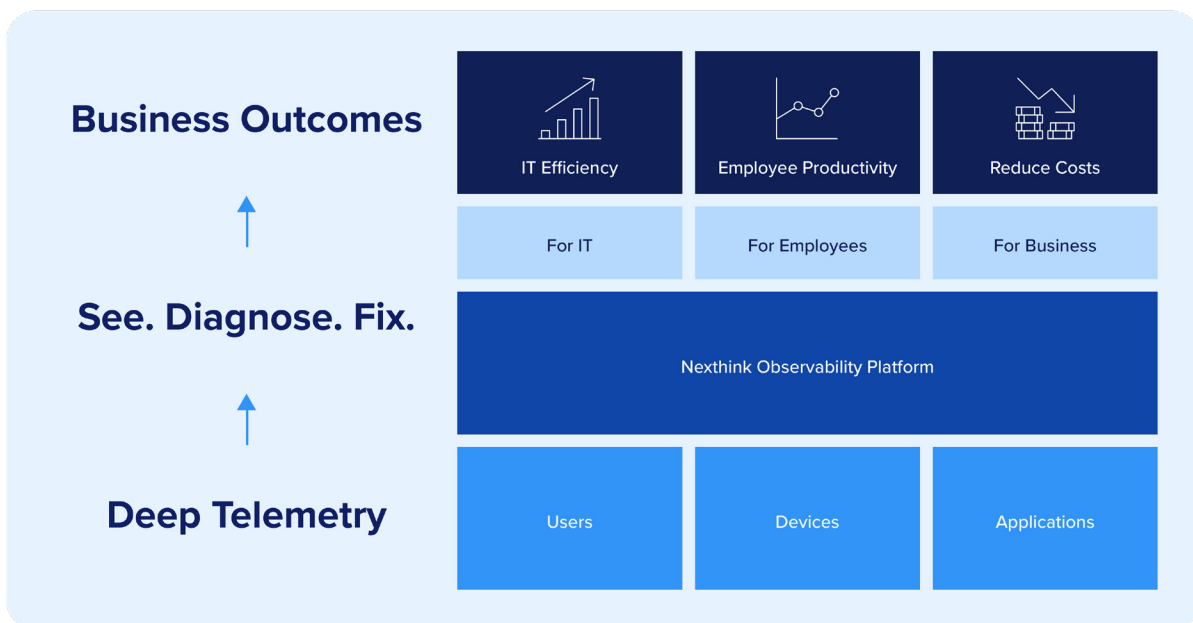 Business Outcomes
IT Efficiency
Employee Productivity
Reduce Costs
For IT
For Employees
For Business
See. Diagnose. Fix.
Nexthink Observability Platform
Deep Telemetry
Users
Devices
Applications